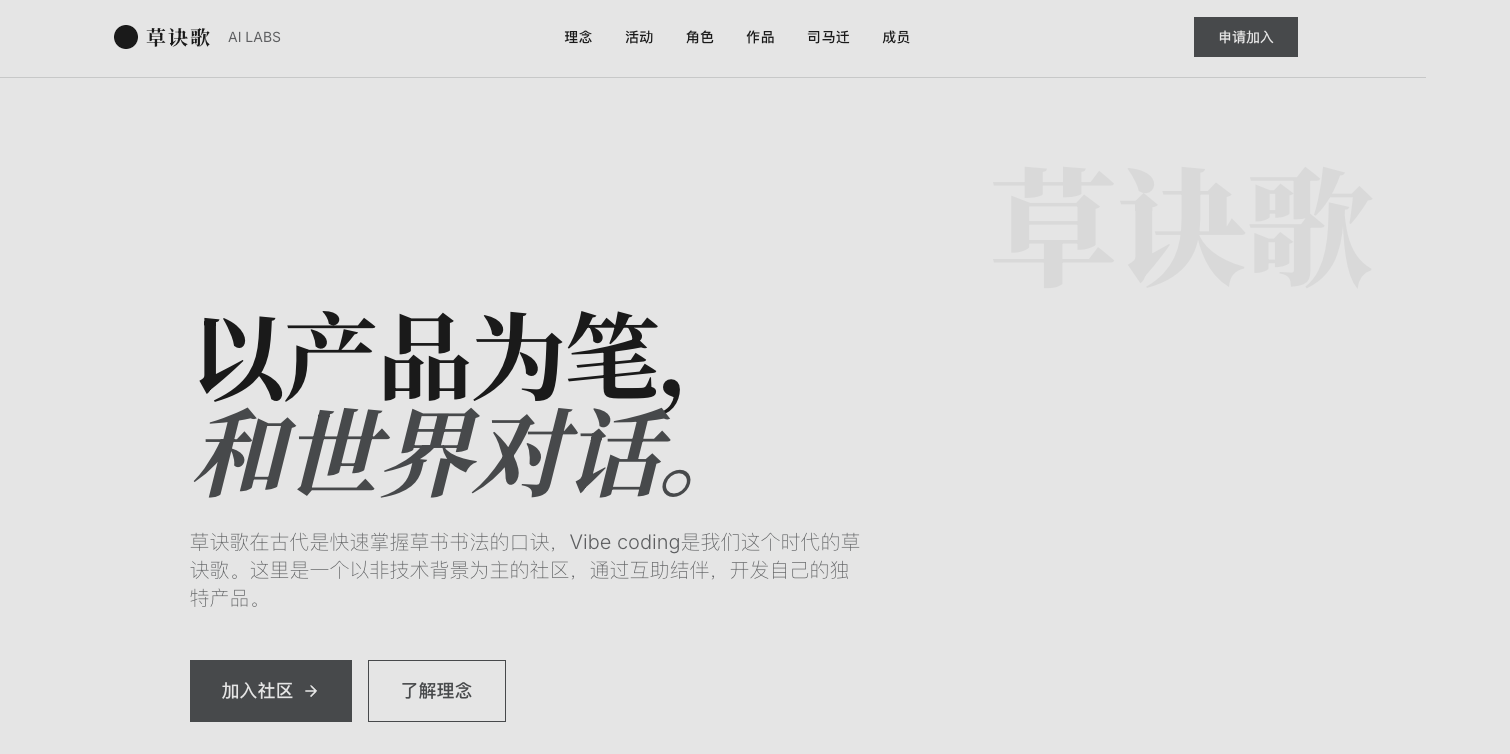 草诀歌 AI LABS
理念 活动 角色 作品 司马迁 成员
申请加入
草诀歌
以产品为笔,
和世界对话。
草诀歌在古代是快速掌握草书书法的口诀，Vibe coding是我们这个时代的草
诀歌。这里是一个以非技术背景为主的社区，通过互助结伴，开发自己的独
特产品。
加入社区 →
了解理念